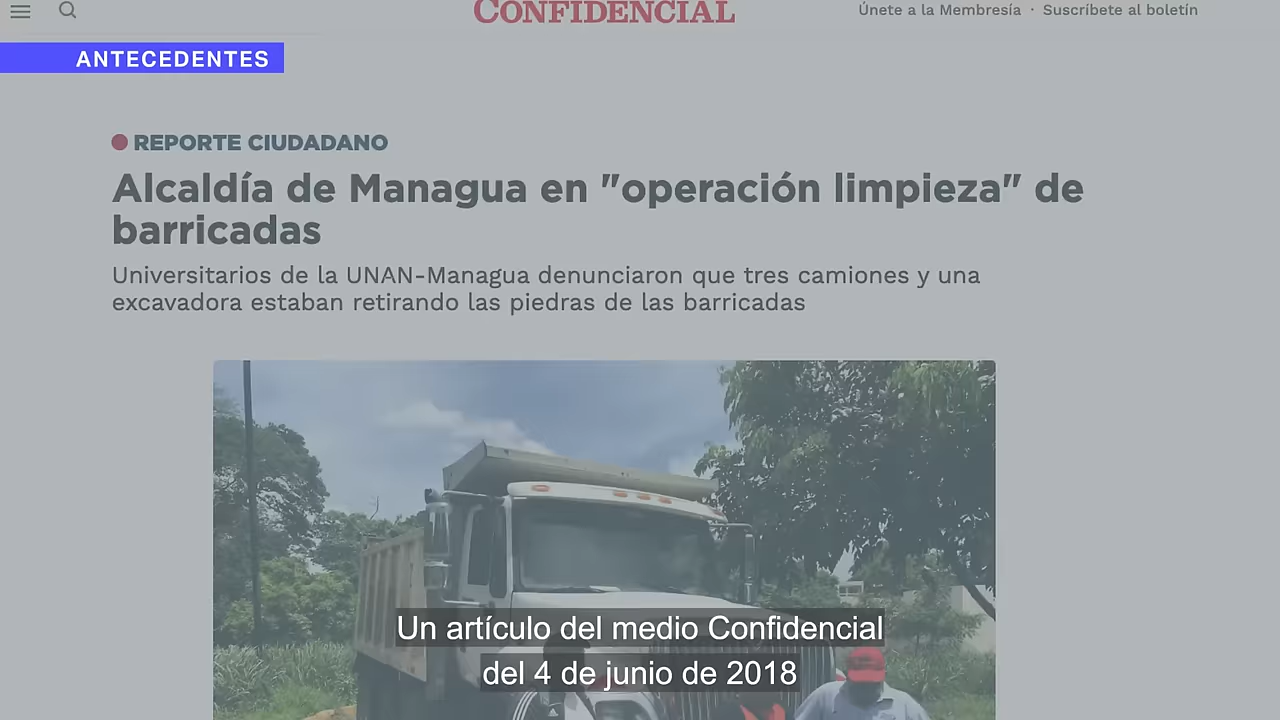 CONFIDENCIAL
Únete a la Membresía · Suscríbete al boletín
ANTECEDENTES
REPORTE CIUDADANO
Alcaldía de Managua en "operación limpieza" de
barricadas
Universitarios de la UNAN-Managua denunciaron que tres camiones y una
excavadora estaban retirando las piedras de las barricadas
Un artículo del medio Confidencial
del 4 de junio de 2018